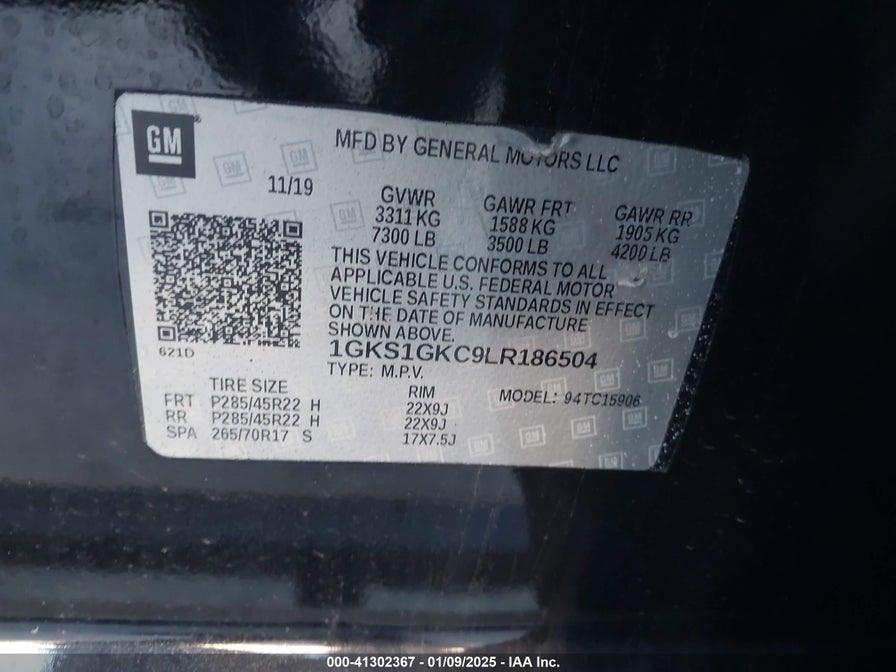 GM
MFD BY GENERAL MOTORS LLC
11/19
GVWR
3311 KG
7300 LB
GAWR FRT
1588 KG
3500 LB
GAWR RR
1905 KG
4200 LB
THIS VEHICLE CONFORMS TO ALL
APPLICABLE U.S. FEDERAL MOTOR
VEHICLE SAFETY STANDARDS IN EFFECT
ON THE DATE OF MANUFACTURE
SHOWN ABOVE.
621D
1GKS1GKC9LR186504
TYPE: M.P.V.
TIRE SIZE
RIM
MODEL: 94TC15906
FRT P285/45R22 H 22X9J
RR P285/45R22 H 22X9J
SPA 265/70R17 S 17X7.5J
000-41302367 - 01/09/2025 - IAA Inc.